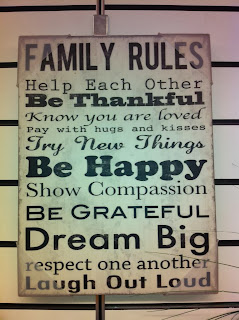 FAMILY RULES
Help Each Other
Be Thankful
Know you are loved
Pay with hugs and kisses
Try New Things
Be Happy
Show Compassion
BE GRATEFUL
Dream Big
respect one another
Laugh Out Loud